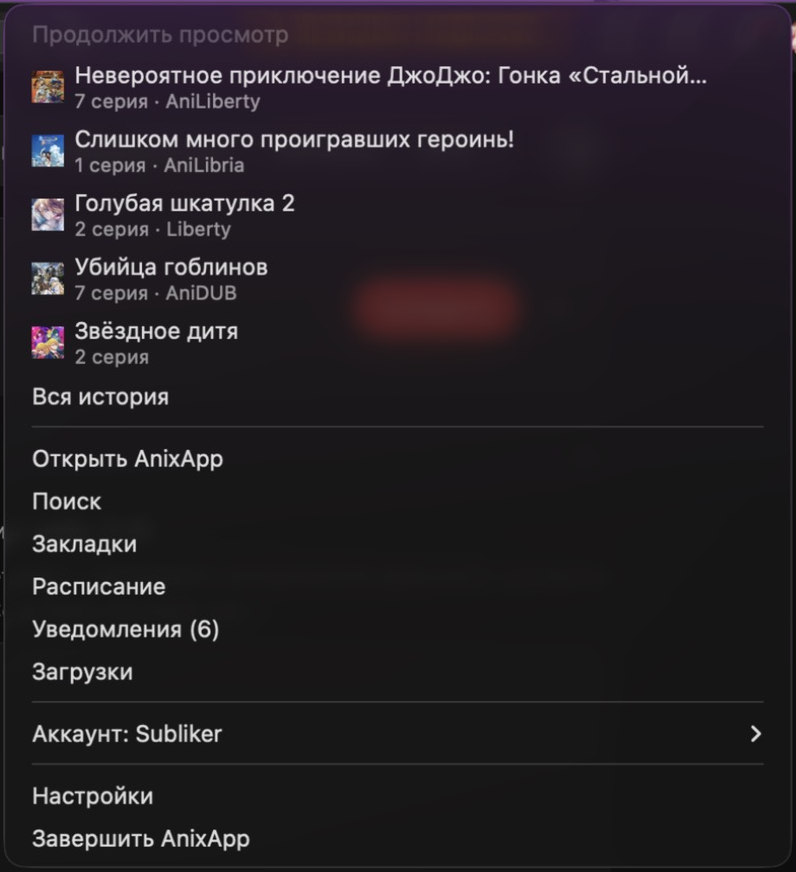 Продолжить просмотр
Невероятное приключение ДжоДжо: Гонка «Стальной...
7 серия · AniLiberty
Слишком много проигравших героинь!
1 серия · AniLibria
Голубая шкатулка 2
2 серия · Liberty
Убийца гоблинов
7 серия · AniDUB
Звёздное дитя
2 серия
Вся история
Открыть AnixApp
Поиск
Закладки
Расписание
Уведомления (6)
Загрузки
Аккаунт: Subliker
Настройки
Завершить AnixApp